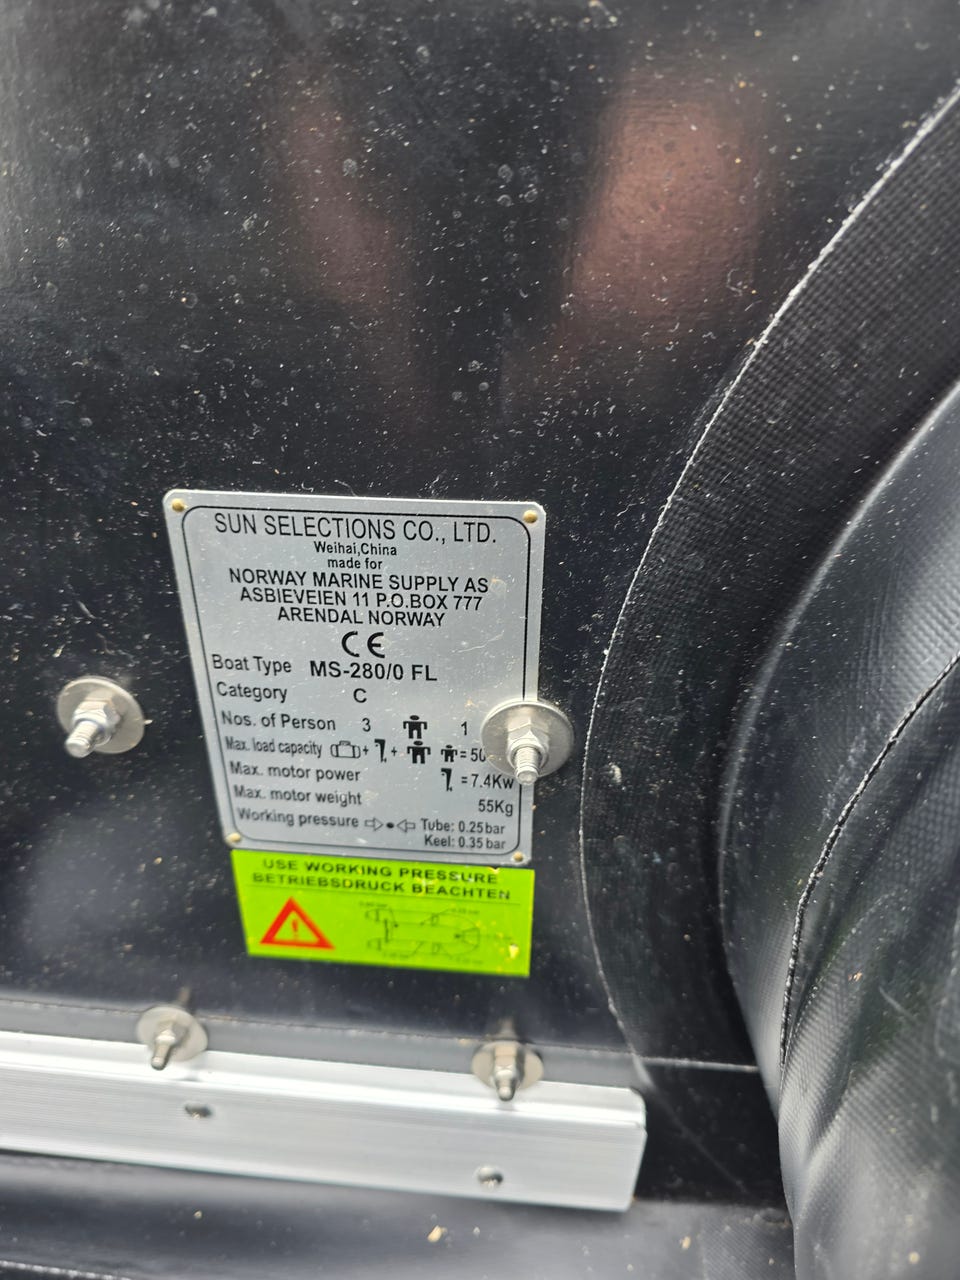 SUN SELECTIONS CO., LTD.
Weihai,China
made for
NORWAY MARINE SUPPLY AS
ASBIEVEIEN 11 P.O.BOX 777
ARENDAL NORWAY
CE
Boat Type MS-280/0 FL
Category C
Nos. of Person 3 1
Max. load capacity + + = 50
Max. motor power =7.4Kw
Max. motor weight 55Kg
Working pressure Tube: 0.25bar
Keel: 0.35 bar
USE WORKING PRESSURE
BETRIEBSDRUCK BEACHTEN
!